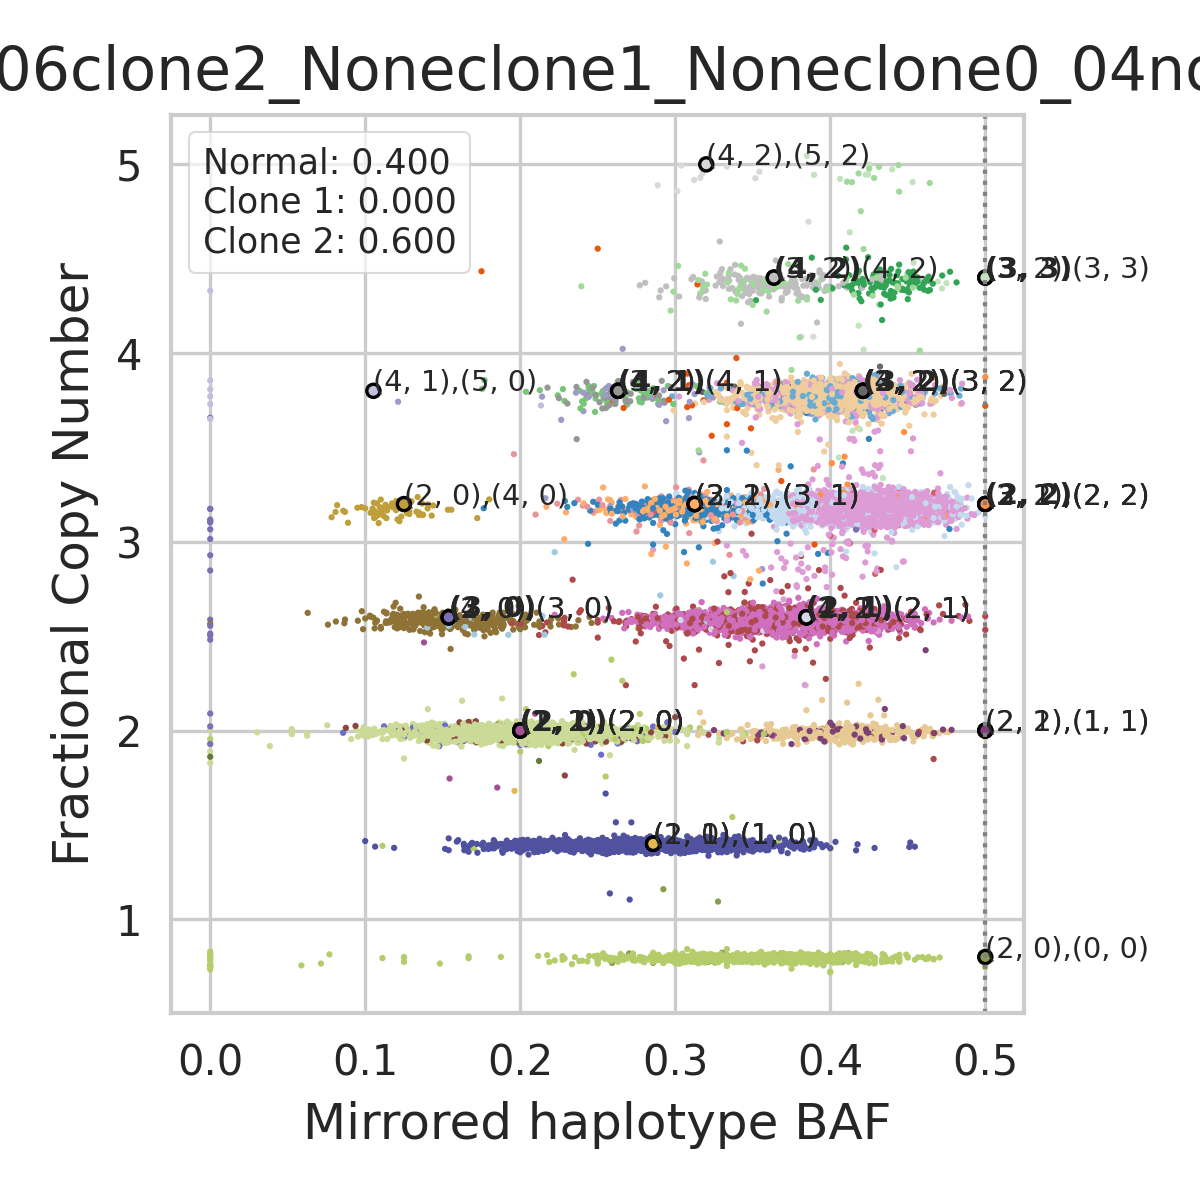 06clone2_Noneclone1_Noneclone0_04no
Normal: 0.400
Clone 1: 0.000
Clone 2: 0.600
(4, 2),(5, 2)
(4, 2)
(3, 3)
(4, 1),(5, 0)
(4, 1)
(3, 2)
(2, 0),(4, 0)
(3, 1)
(2, 2)
(3, 0)
(2, 1)
(2, 0)
(1, 1)
(1, 0)
(2, 0),(0, 0)
5
4
3
2
1
Fractional Copy Number
0.0 0.1 0.2 0.3 0.4 0.5
Mirrored haplotype BAF